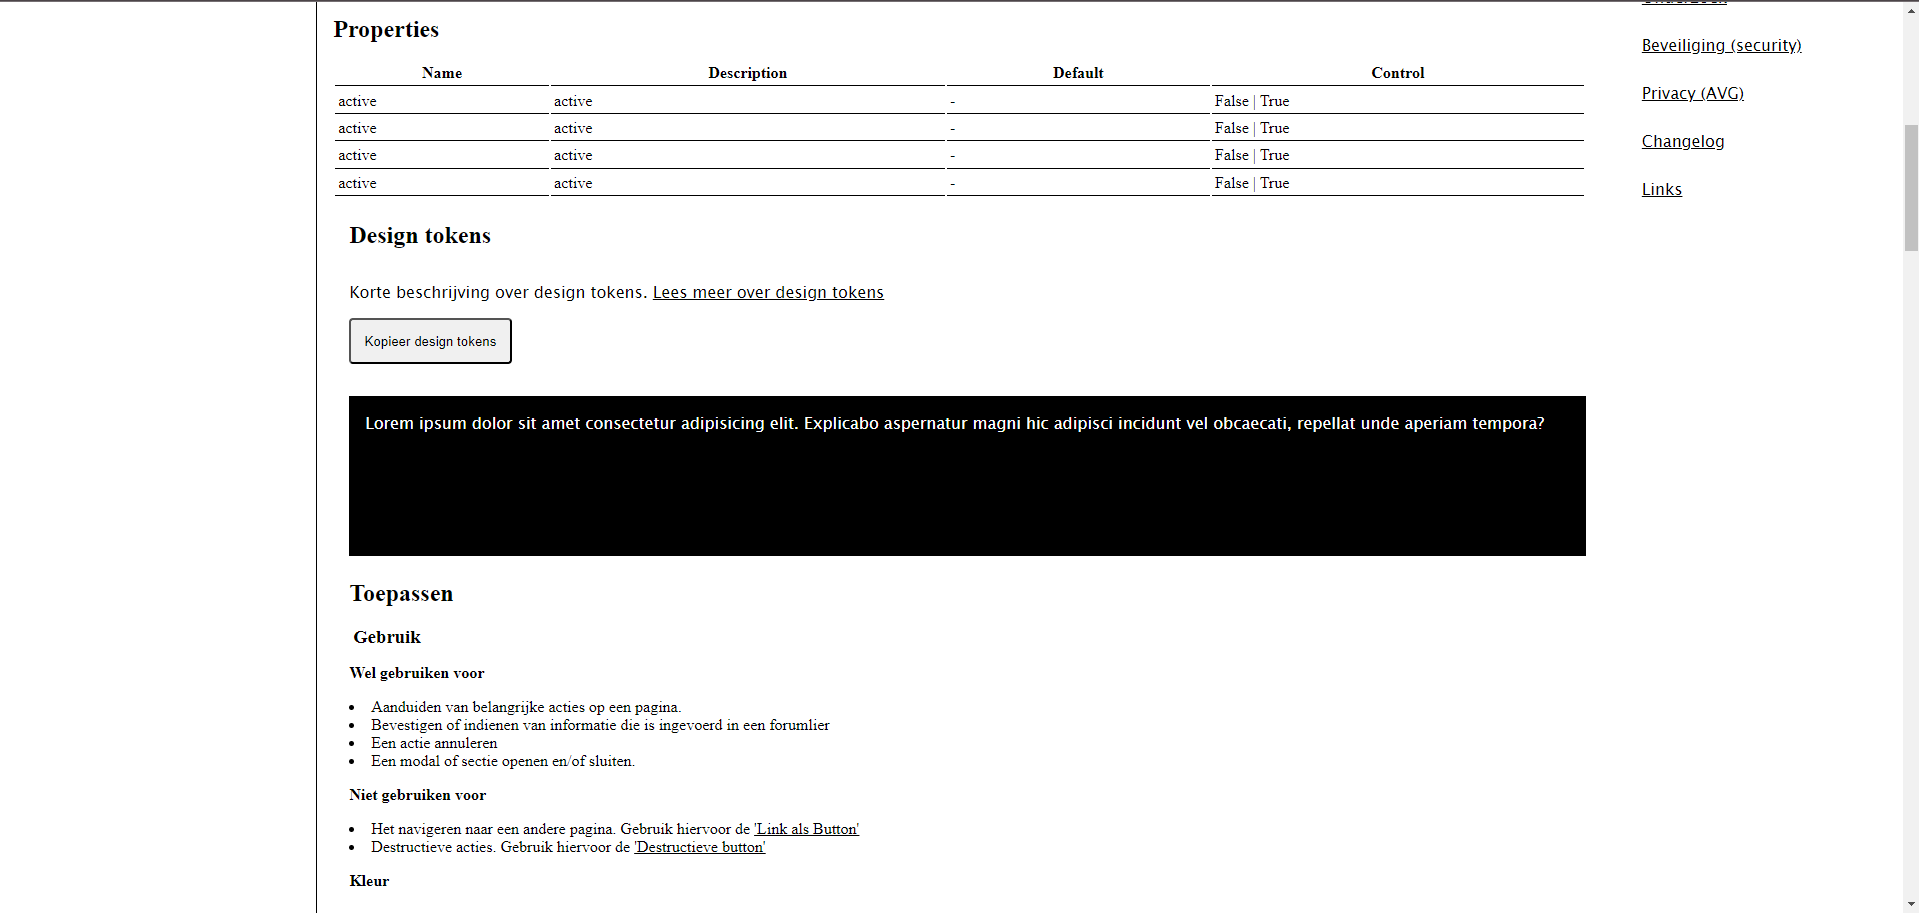 Properties
Name Description Default Control
active active - False | True
active active - False | True
active active - False | True
active active - False | True
Design tokens
Korte beschrijving over design tokens. Lees meer over design tokens
Kopieer design tokens
Lorem ipsum dolor sit amet consectetur adipisicing elit. Explicabo aspernatur magni hic adipisci incidunt vel obcaecati, repellat unde aperiam tempora?
Toepassen
Gebruik
Wel gebruiken voor
• Aanduiden van belangrijke acties op een pagina.
• Bevestigen of indienen van informatie die is ingevoerd in een forumlier
• Een actie annuleren
• Een modal of sectie openen en/of sluiten.
Niet gebruiken voor
• Het navigeren naar een andere pagina. Gebruik hiervoor de 'Link als Button'
• Destructieve acties. Gebruik hiervoor de 'Destructieve button'
Kleur
Beveiliging (security)
Privacy (AVG)
Changelog
Links